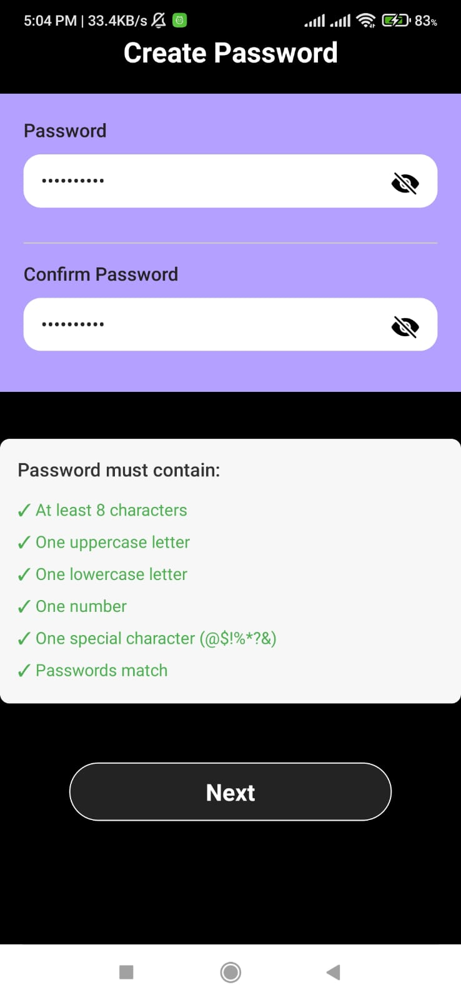 5:04 PM | 33.4KB/s 83%
Create Password
Password
••••••••••
Confirm Password
••••••••••
Password must contain:
✓ At least 8 characters
✓ One uppercase letter
✓ One lowercase letter
✓ One number
✓ One special character (@$!%*?&)
✓ Passwords match
Next